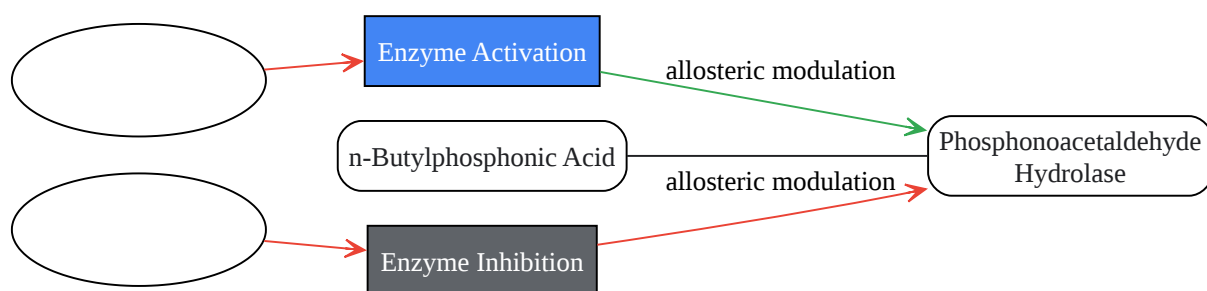 Enzyme Activation
allosteric modulation
n-Butylphosphonic Acid
Phosphonoacetaldehyde
Hydrolase
allosteric modulation
Enzyme Inhibition